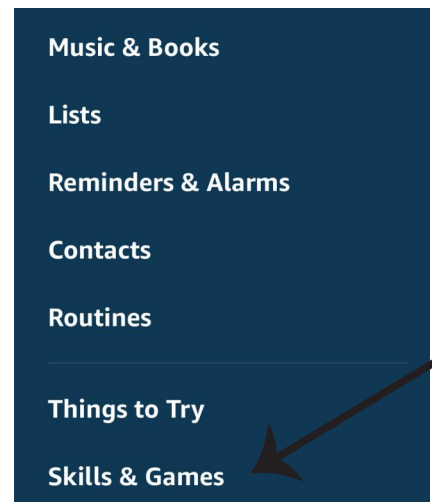 Music & Books
Lists
Reminders & Alarms
Contacts
Routines
Things to Try
Skills & Games